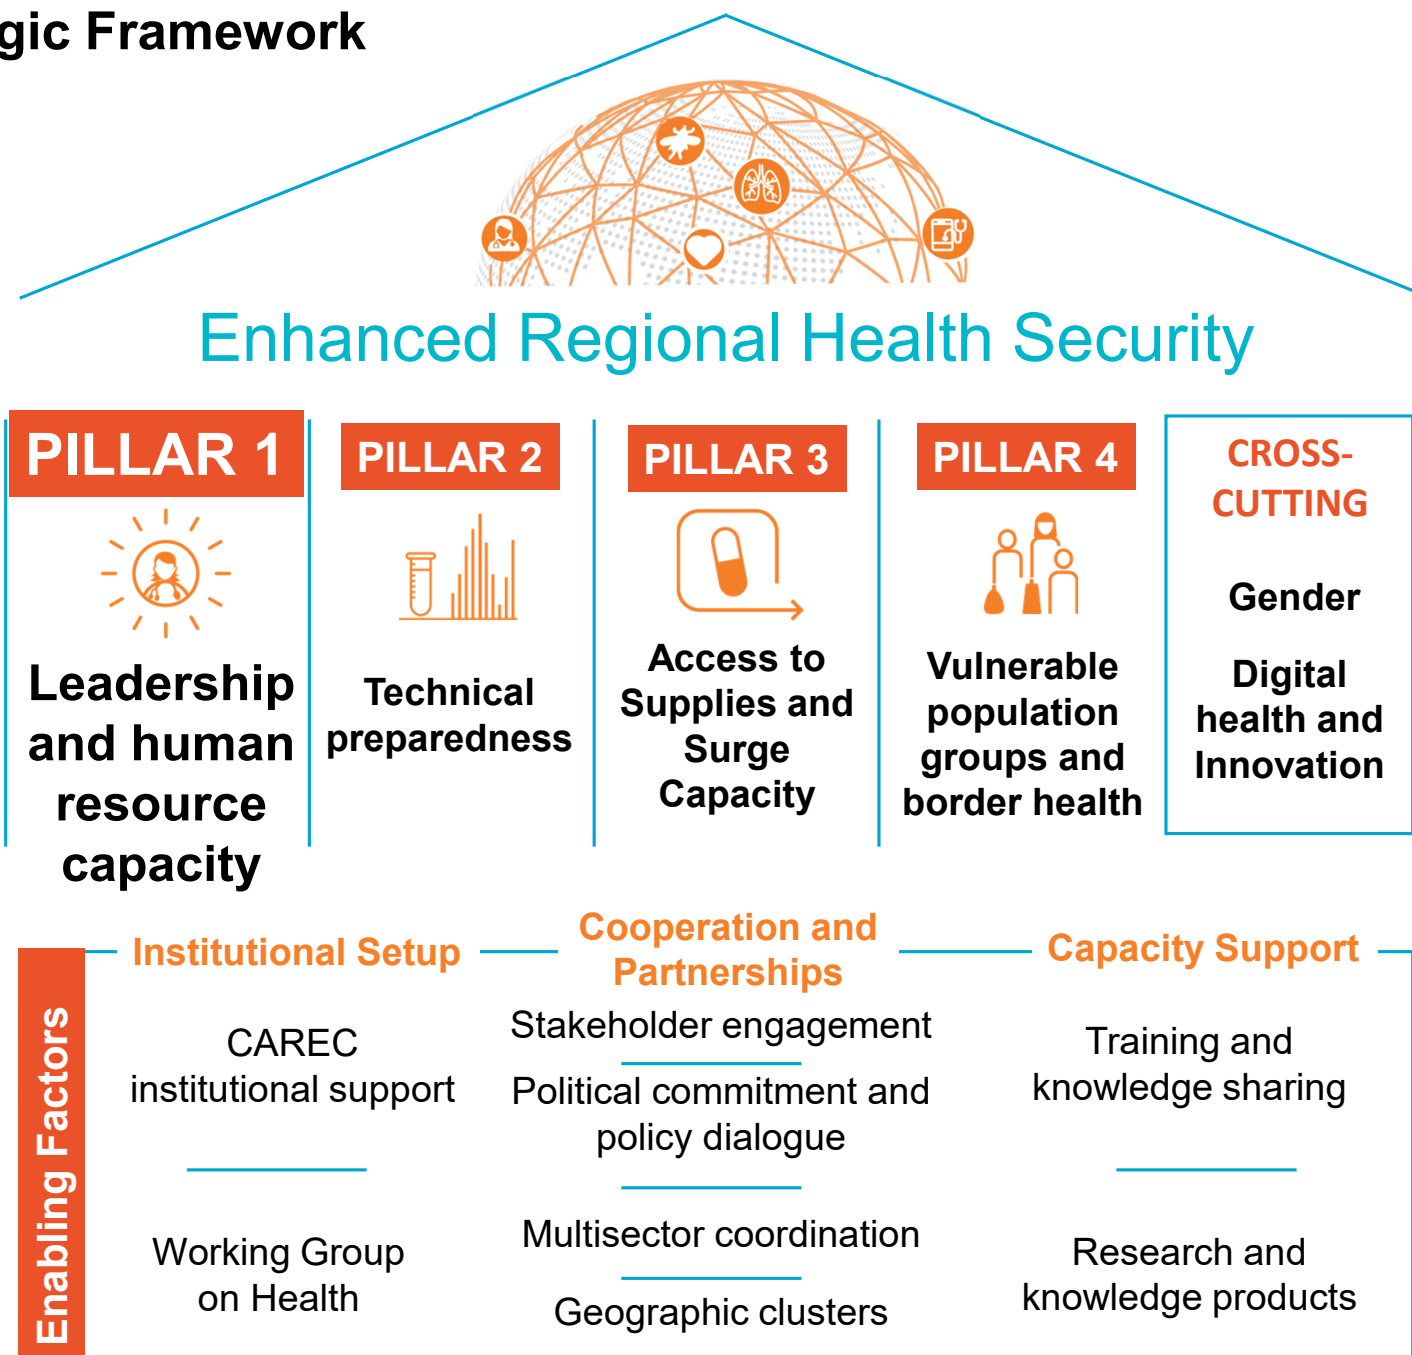 gic Framework
Enhanced Regional Health Security
PILLAR 1
Leadership
and human
resource
capacity
PILLAR 2
Technical
preparedness
PILLAR 3
Access to
Supplies and
Surge
Capacity
PILLAR 4
Vulnerable
population
groups and
border health
CROSS-
CUTTING
Gender
Digital
health and
Innovation
Enabling Factors
Institutional Setup
CAREC
institutional support
Working Group
on Health
Cooperation and
Partnerships
Stakeholder engagement
Political commitment and
policy dialogue
Multisector coordination
Geographic clusters
Capacity Support
Training and
knowledge sharing
Research and
knowledge products